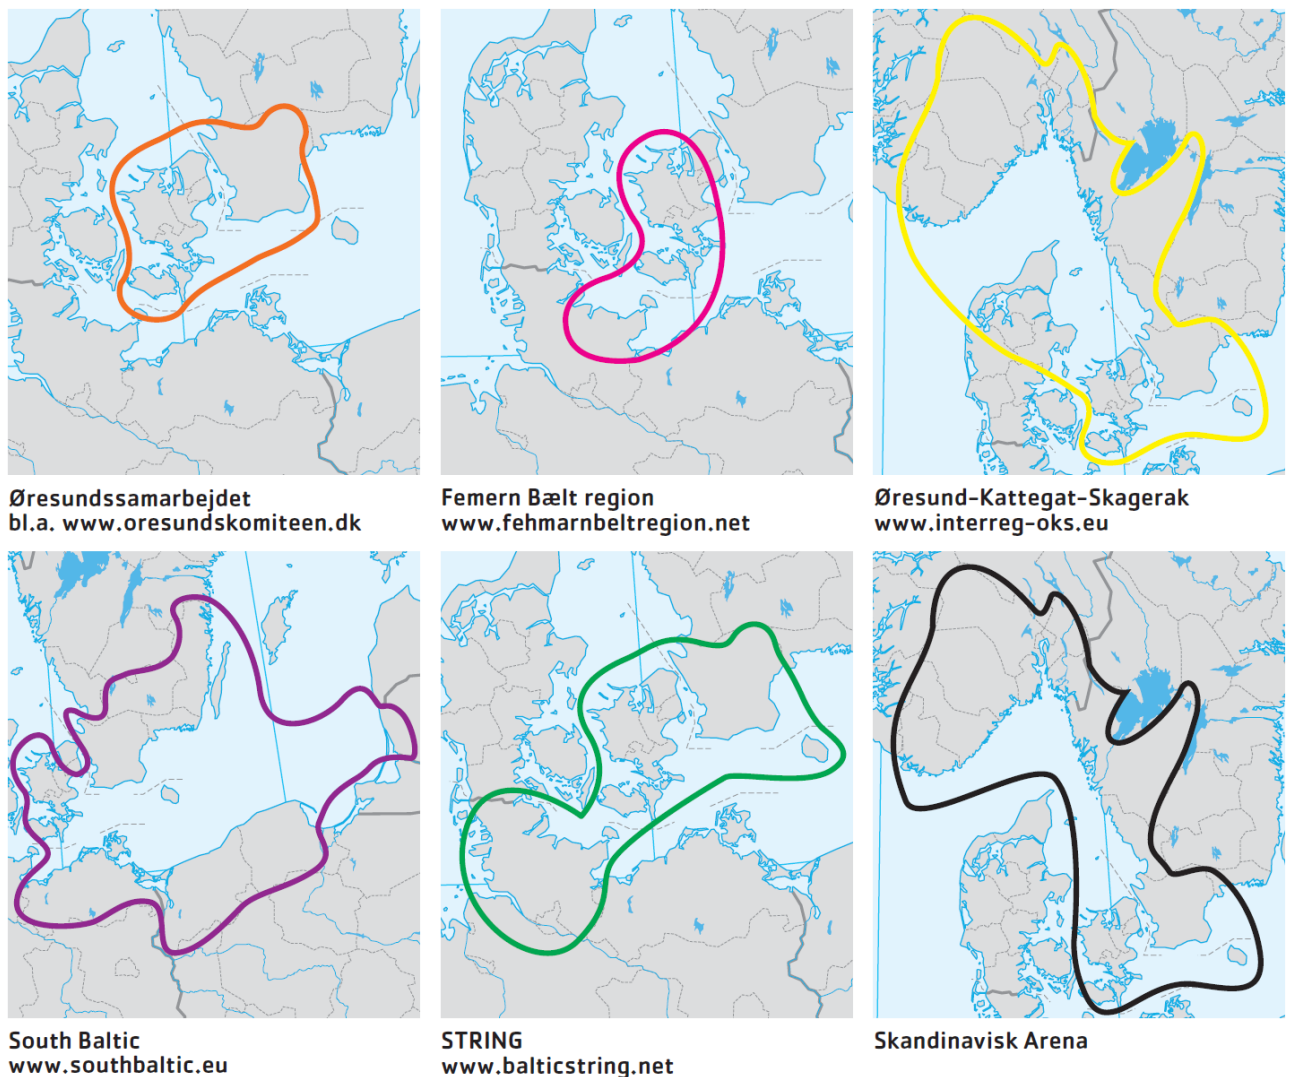 Øresundssamarbejdet
bl.a. www.oresundskomiteen.dk
Femern Bælt region
www.fehmarnbeltregion.net
Øresund-Kattegat-Skagerak
www.interreg-oks.eu
South Baltic
www.southbaltic.eu
STRING
www.balticstring.net
Skandinavisk Arena